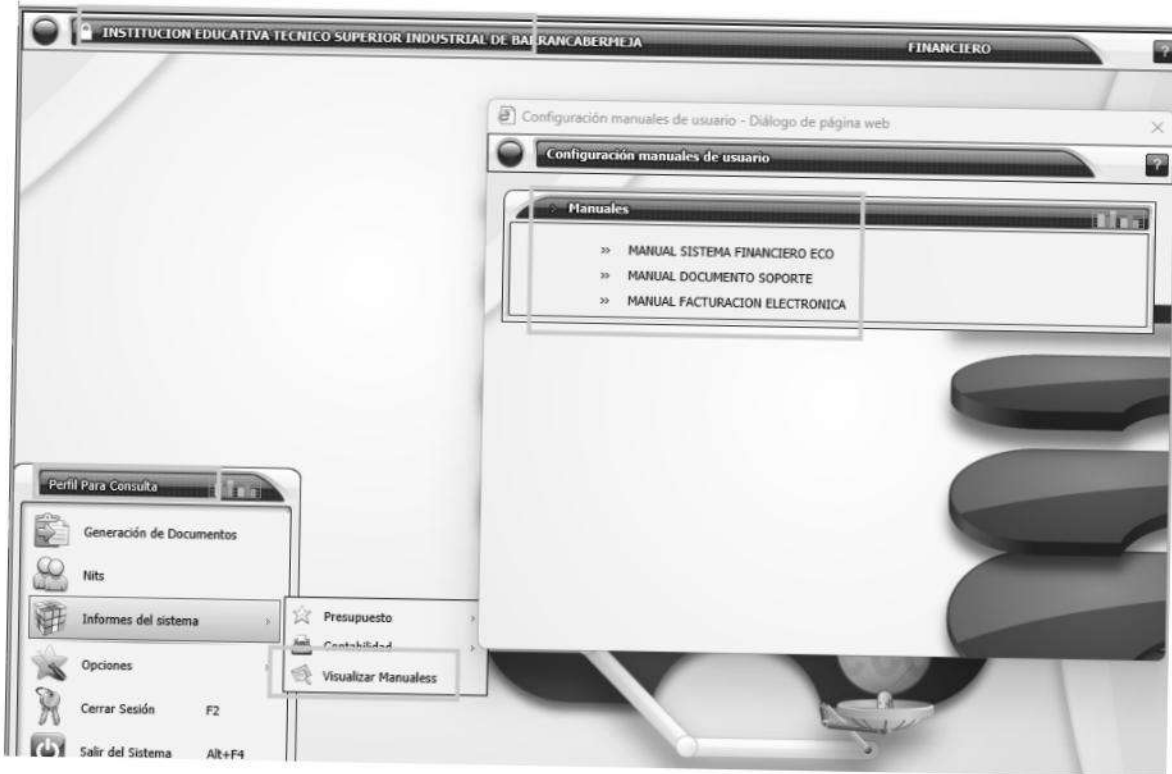 INSTITUCION EDUCATIVA TECNICO SUPERIOR INDUSTRIAL DE BARRANCABERMEJA
FINANCIERO
?
Configuración manuales de usuario - Diálogo de página web
Configuración manuales de usuario
?
Manuales
» MANUAL SISTEMA FINANCIERO ECO
» MANUAL DOCUMENTO SOPORTE
» MANUAL FACTURACION ELECTRONICA
Perfil Para Consulta
Generación de Documentos
Nits
Informes del sistema
Presupuesto
Contabilidad
Visualizar Manualess
Opciones
Cerrar Sesión F2
Salir del Sistema Alt+F4